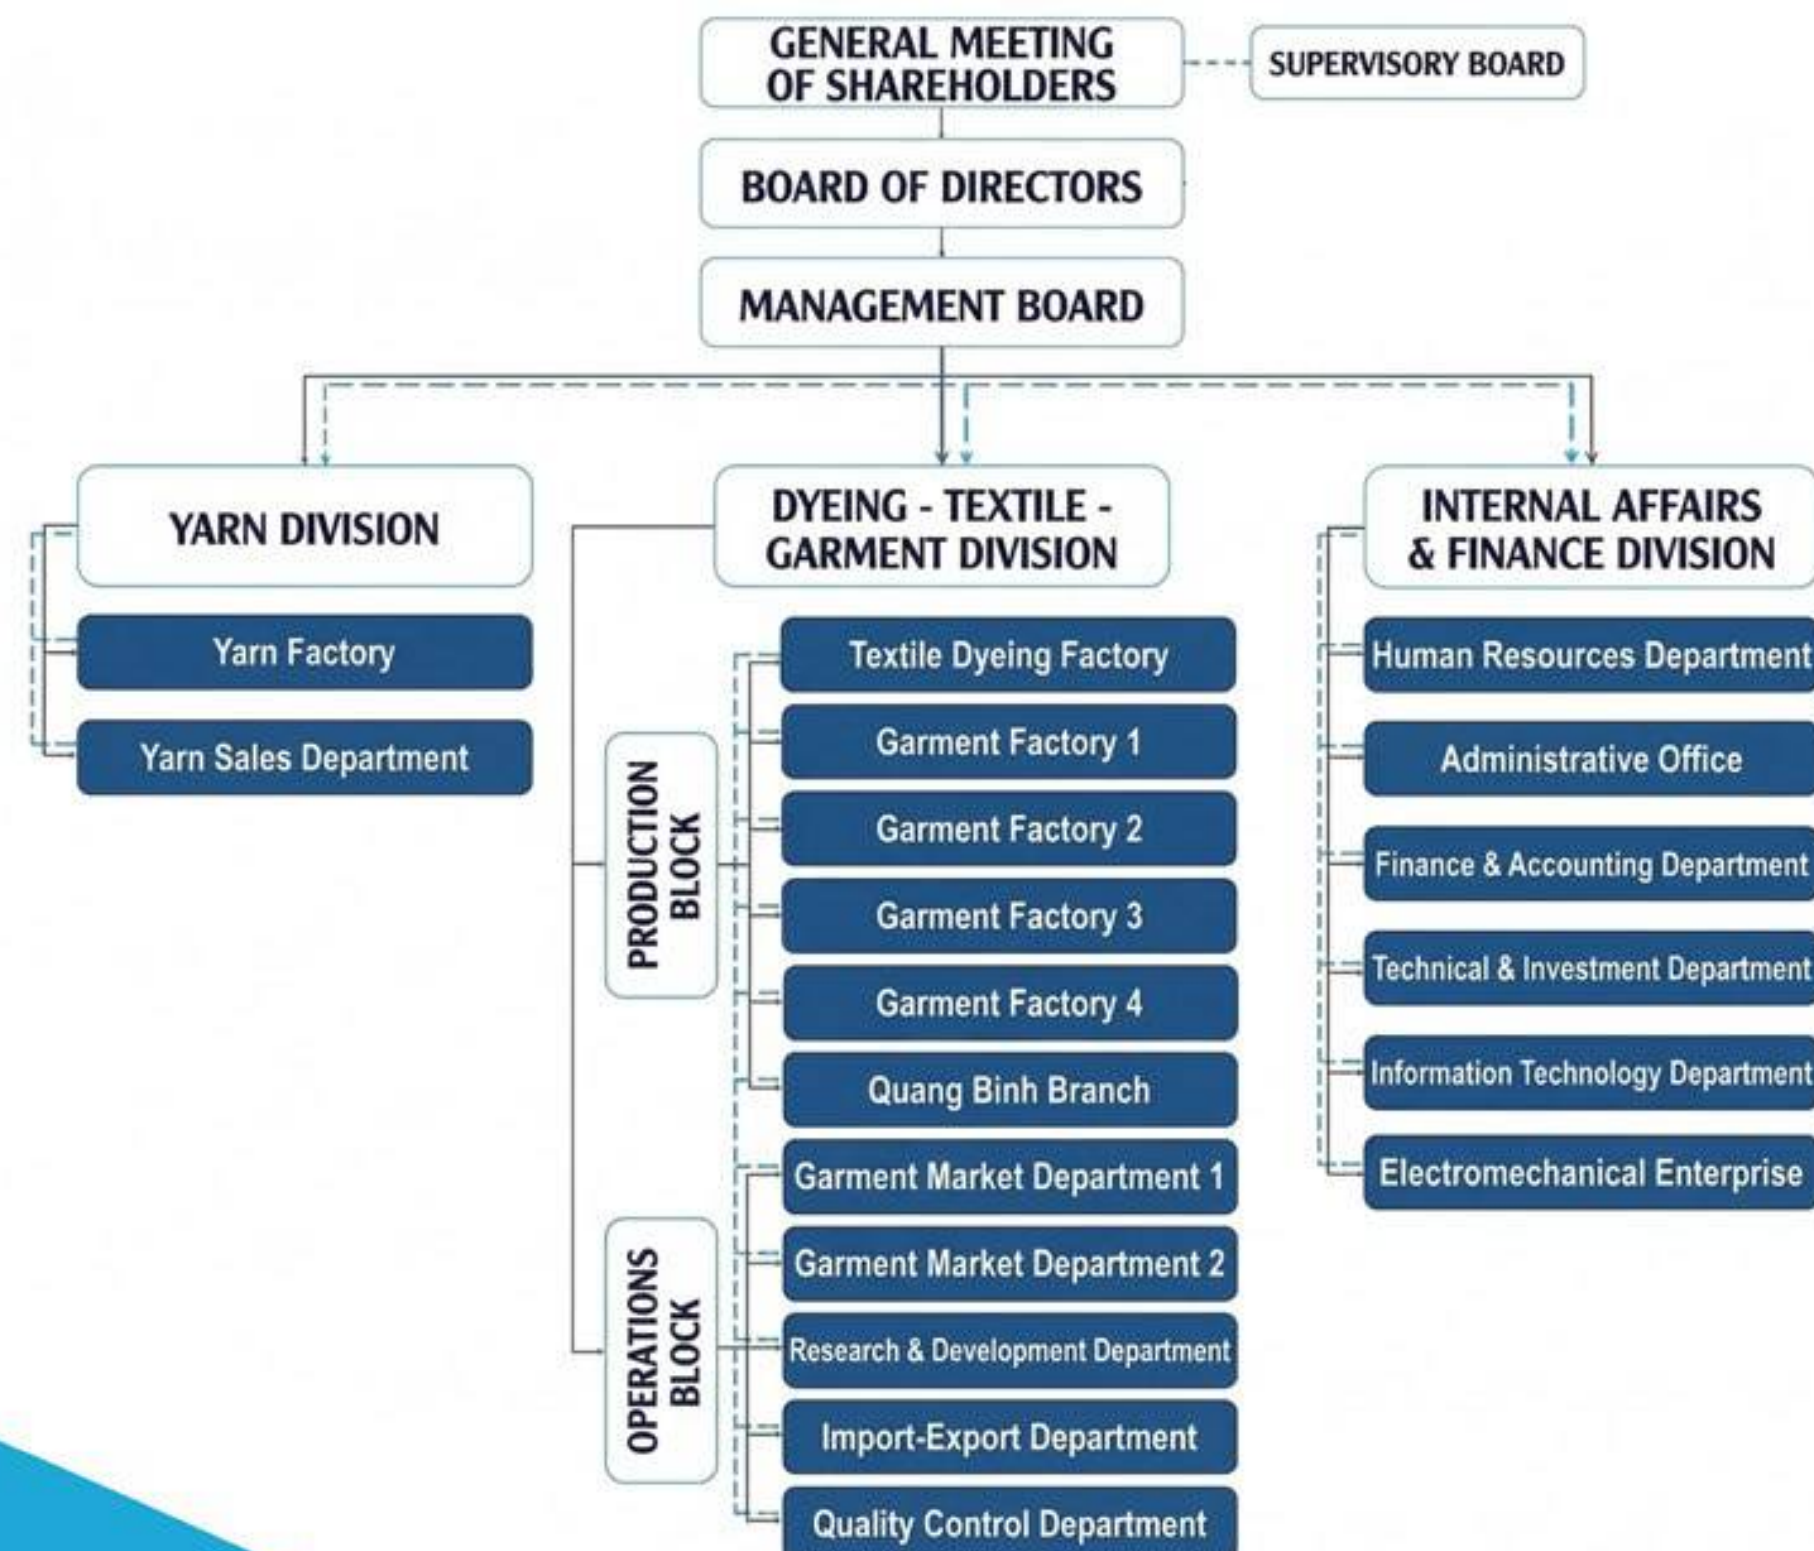 GENERAL MEETING
OF SHAREHOLDERS
SUPERVISORY BOARD
BOARD OF DIRECTORS
MANAGEMENT BOARD
YARN DIVISION
Yarn Factory
Yarn Sales Department
DYEING - TEXTILE -
GARMENT DIVISION
PRODUCTION
BLOCK
Textile Dyeing Factory
Garment Factory 1
Garment Factory 2
Garment Factory 3
Garment Factory 4
Quang Binh Branch
OPERATIONS
BLOCK
Garment Market Department 1
Garment Market Department 2
Research & Development Department
Import-Export Department
Quality Control Department
INTERNAL AFFAIRS
& FINANCE DIVISION
Human Resources Department
Administrative Office
Finance & Accounting Department
Technical & Investment Department
Information Technology Department
Electromechanical Enterprise